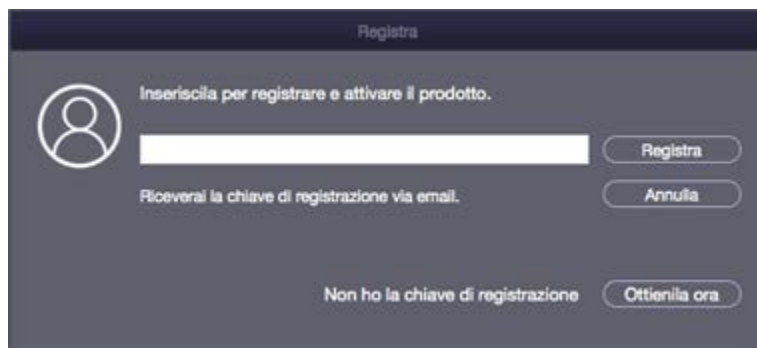 Registra
Inseriscila per registrare e attivare il prodotto.
Registra
Riceverai la chiave di registrazione via email.
Annulla
Non ho la chiave di registrazione
Ottienila ora